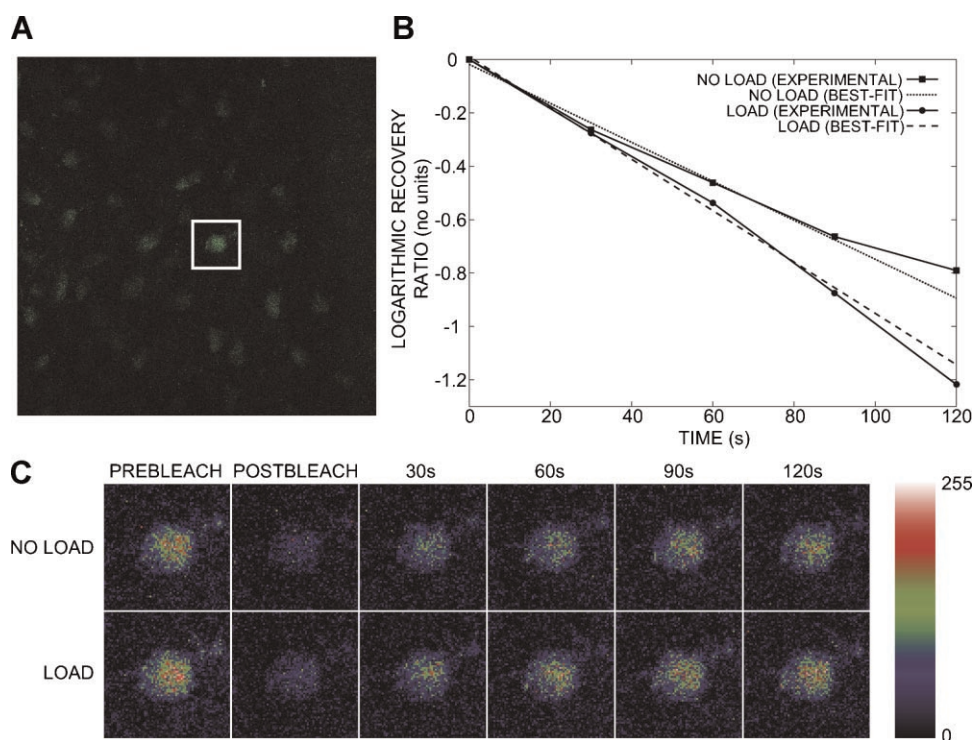 A
B
LOGARITHMIC RECOVERY
RATIO (no units)
0
-0.2
-0.4
-0.6
-0.8
-1
-1.2
NO LOAD (EXPERIMENTAL)
NO LOAD (BEST-FIT)
LOAD (EXPERIMENTAL)
LOAD (BEST-FIT)
0 20 40 60 80 100 120
TIME (s)
C
PREBLEACH POSTBLEACH 30s 60s 90s 120s
NO LOAD
LOAD
255
0